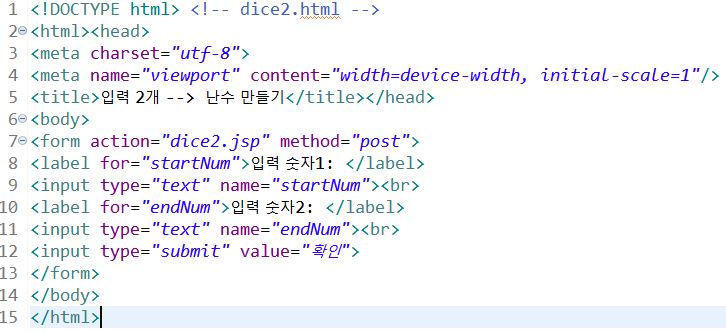 1 <!DOCTYPE html> <!-- dice2.html -->
2 <html><head>
3 <meta charset="utf-8">
4 <meta name="viewport" content="width=device-width, initial-scale=1"/>
5 <title>입력 2개 --> 난수 만들기</title></head>
6 <body>
7 <form action="dice2.jsp" method="post">
8 <label for="startNum">입력 숫자1: </label>
9 <input type="text" name="startNum"><br>
10 <label for="endNum">입력 숫자2: </label>
11 <input type="text" name="endNum"><br>
12 <input type="submit" value="확인">
13 </form>
14 </body>
15 </html>